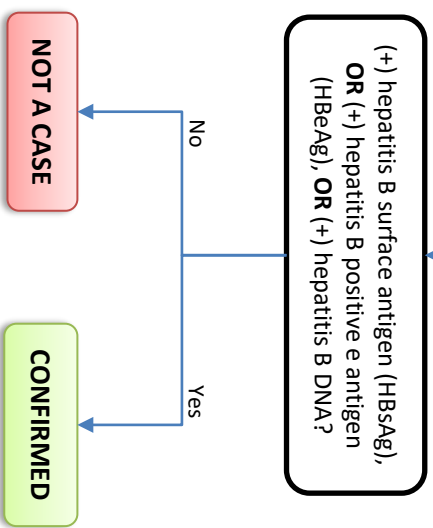 (+) hepatitis B surface antigen (HBsAg),
OR (+) hepatitis B positive e antigen
(HBeAg), OR (+) hepatitis B DNA?
No
Yes
NOT A CASE
CONFIRMED